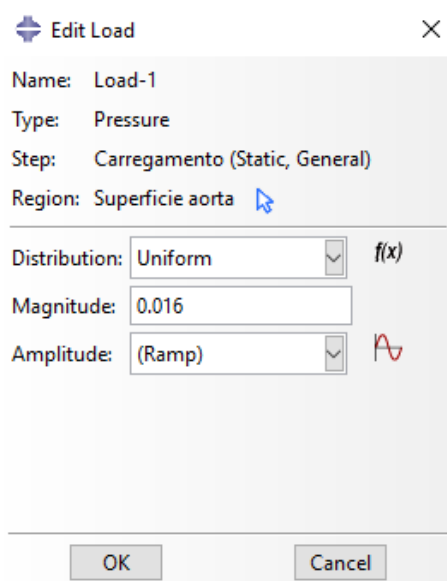 Edit Load
Name: Load-1
Type: Pressure
Step: Carregamento (Static, General)
Region: Superficie aorta
Distribution: Uniform f(x)
Magnitude: 0.016
Amplitude: (Ramp)
OK Cancel